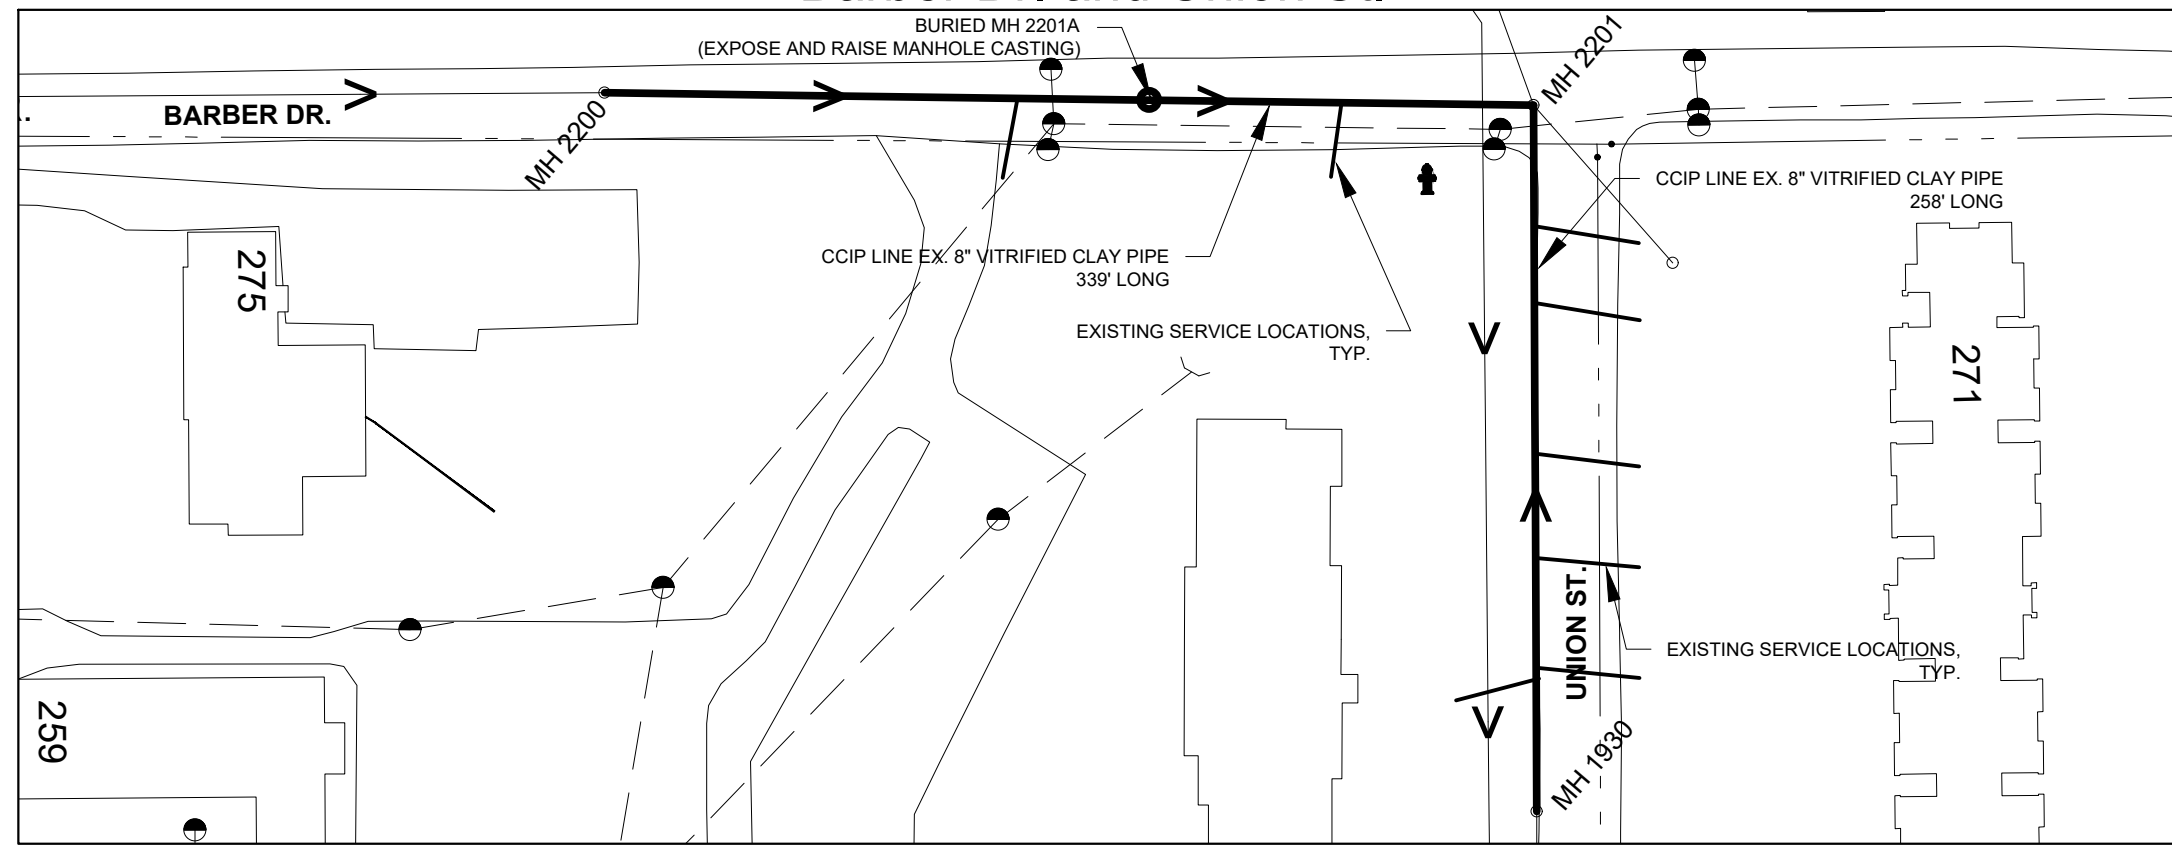 BURIED MH 2201A
(EXPOSE AND RAISE MANHOLE CASTING)
MH 2201
BARBER DR.
MH 2200
CCIP LINE EX. 8" VITRIFIED CLAY PIPE
258' LONG
275
CCIP LINE EX. 8" VITRIFIED CLAY PIPE
339' LONG
EXISTING SERVICE LOCATIONS,
TYP.
271
UNION ST.
EXISTING SERVICE LOCATIONS,
TYP.
259
MH 1930